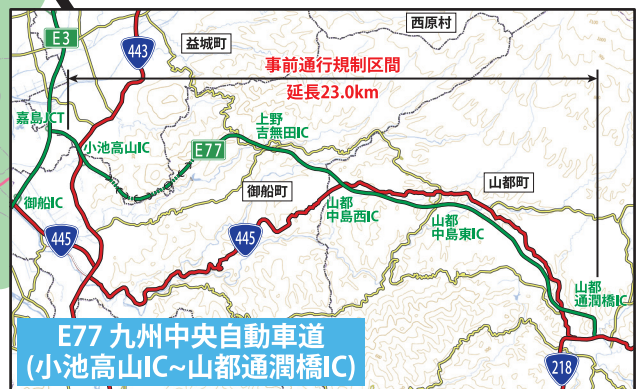 西原村
E3
443
益城町
事前通行規制区間
延長23.0km
嘉島JCT
小池高山IC
上野
吉無田IC
E77
御船町
山都町
御船IC
山都
中島西IC
山都
中島東IC
445
445
山都
通潤橋IC
E77 九州中央自動車道
(小池高山IC~山都通潤橋IC)
218